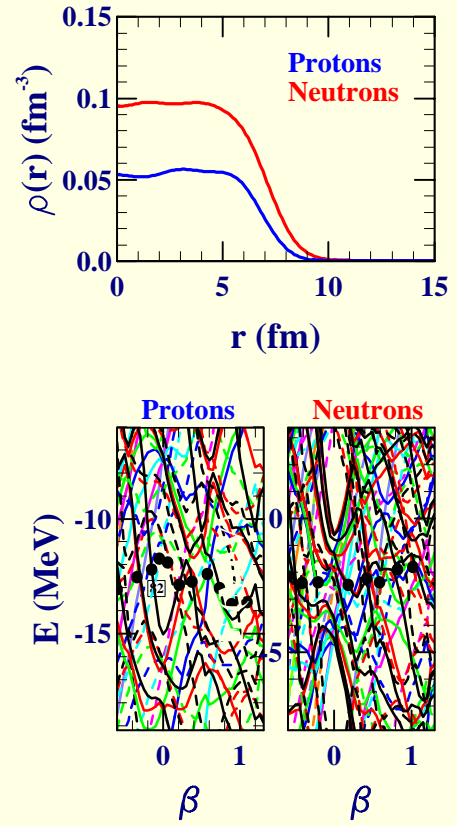 0.15
Protons
Neutrons
0.1
ρ(r) (fm⁻³)
0.05
0.0
0 5 10 15
r (fm)
Protons Neutrons
-10 0
E (MeV)
-15 -5
0 1 0 1
β β